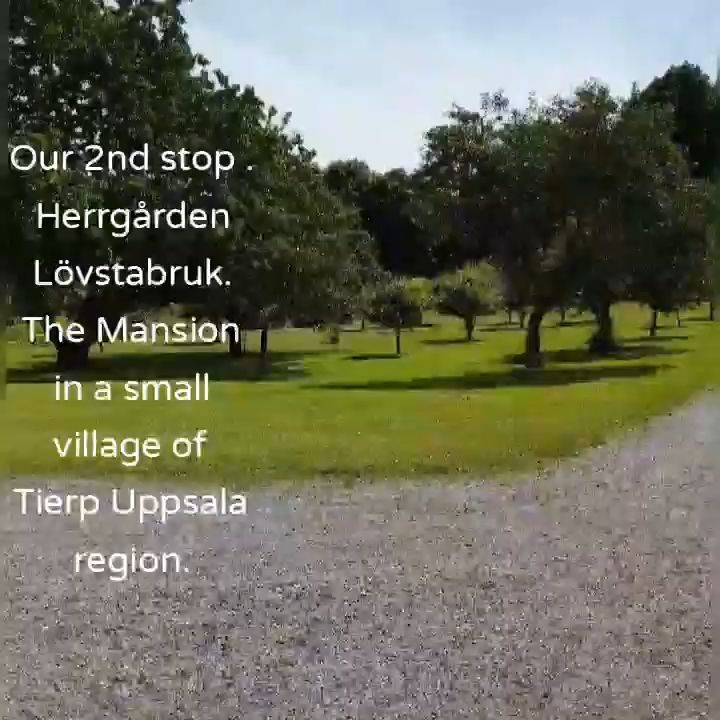 Our 2nd stop .
Herrgården
Lövstabruk.
The Mansion
in a small
village of
Tierp Uppsala
region.